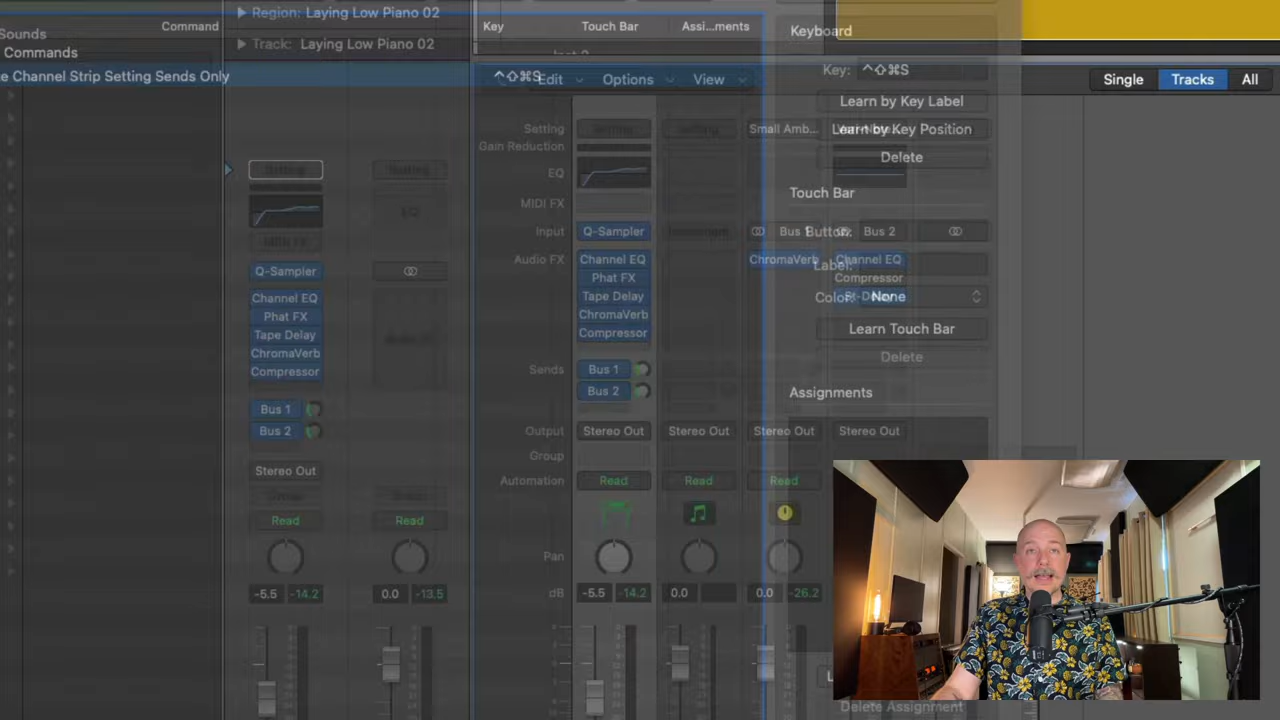 Sounds
Commands
Command
e Channel Strip Setting Sends Only
Region: Laying Low Piano 02
Track: Laying Low Piano 02
Q-Sampler
Channel EQ
Phat FX
Tape Delay
ChromaVerb
Compressor
Bus 1
Bus 2
Stereo Out
Read
Read
-5.5 -14.2
0.0 -13.5
Key Touch Bar Assi...ments
⌃⇧⌘S
Edit Options View
Single Tracks All
Setting Small Amb...
Gain Reduction
EQ
MIDI FX
Input Q-Sampler Bus 1 Bus 2
Audio FX Channel EQ ChromaVerb Channel EQ
Phat FX Compressor
Tape Delay
ChromaVerb
Compressor
Sends Bus 1
Bus 2
Output Stereo Out Stereo Out Stereo Out Stereo Out
Group
Automation Read Read Read
Pan
dB -5.5 -14.2 0.0 0.0 -26.2
Keyboard
Key: ⌃⇧⌘S
Learn by Key Label
Learn by Key Position
Delete
Touch Bar
Button:
Label:
Color: None
Learn Touch Bar
Delete
Assignments
Delete Assignment